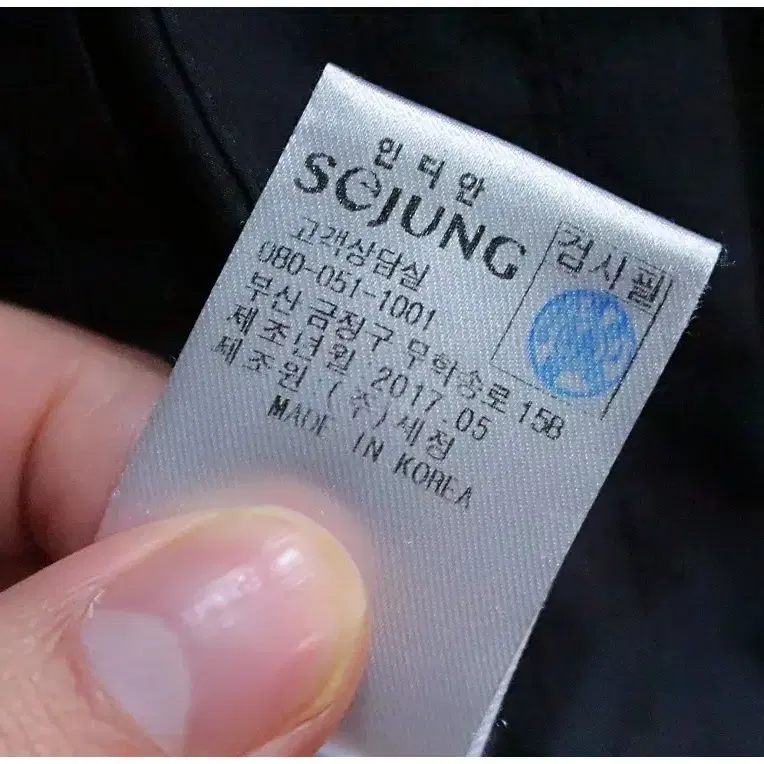 인디안
SEJUNG
고객상담실
080-051-1001
부산 금정구 무학송로 158
제조년월 2017.05
제조원 (주)세정
MADE IN KOREA
검사필